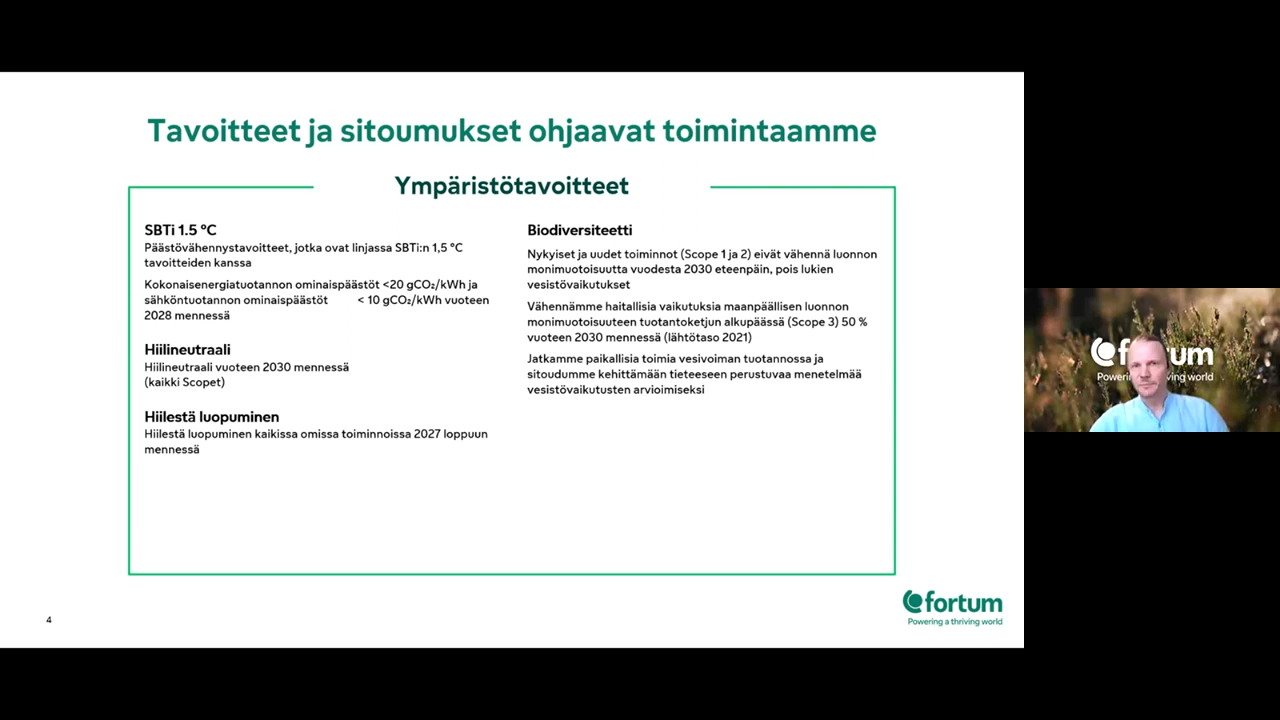 Tavoitteet ja sitoumukset ohjaavat toimintaamme
Ympäristötavoitteet
SBTi 1.5 °C
Päästövähennystavoitteet, jotka ovat linjassa SBTi:n 1,5 °C
tavoitteiden kanssa
Kokonaisenergiatuotannon ominaispäästöt <20 gCO₂/kWh ja
sähköntuotannon ominaispäästöt < 10 gCO₂/kWh vuoteen
2028 mennessä
Hiilineutraali
Hiilineutraali vuoteen 2030 mennessä
(kaikki Scopet)
Hiilestä luopuminen
Hiilestä luopuminen kaikissa omissa toiminnoissa 2027 loppuun
mennessä
Biodiversiteetti
Nykyiset ja uudet toiminnot (Scope 1 ja 2) eivät vähennä luonnon
monimuotoisuutta vuodesta 2030 eteenpäin, pois lukien
vesistövaikutukset
Vähennämme haitallisia vaikutuksia maanpäällisen luonnon
monimuotoisuuteen tuotantoketjun alkupäässä (Scope 3) 50 %
vuoteen 2030 mennessä (lähtötaso 2021)
Jatkamme paikallisia toimia vesivoiman tuotannossa ja
sitoudumme kehittämään tieteeseen perustuvaa menetelmää
vesistövaikutusten arvioimiseksi
4
fortum
Powering a thriving world